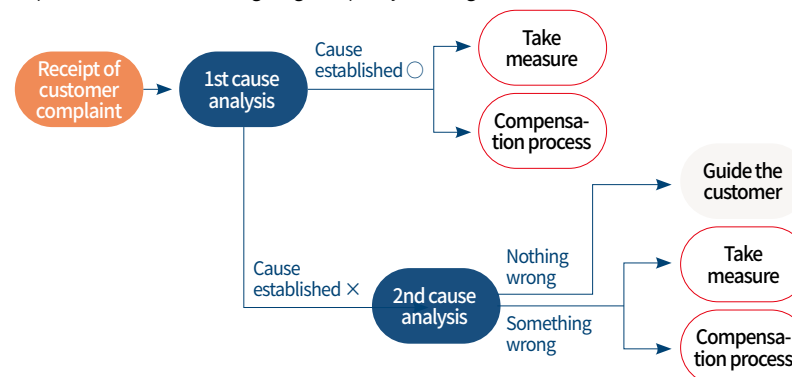 Receipt of
customer
complaint
1st cause
analysis
Cause
established ○
Take
measure
Compensa-
tion process
Cause
established ×
2nd cause
analysis
Nothing
wrong
Something
wrong
Guide the
customer
Take
measure
Compensa-
tion process